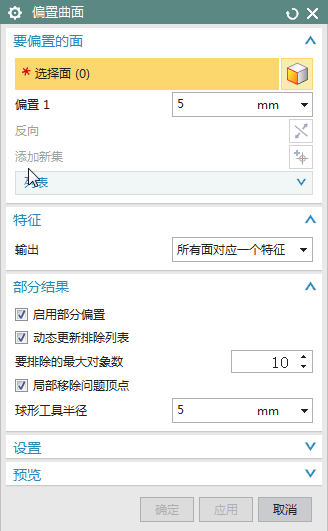 偏置曲面
要偏置的面
* 选择面 (0)
偏置 1 5 mm
反向
添加新集
列表
特征
输出 所有面对应一个特征
部分结果
启用部分偏置
动态更新排除列表
要排除的最大对象数 10
局部移除问题顶点
球形工具半径 5 mm
设置
预览
确定 应用 取消